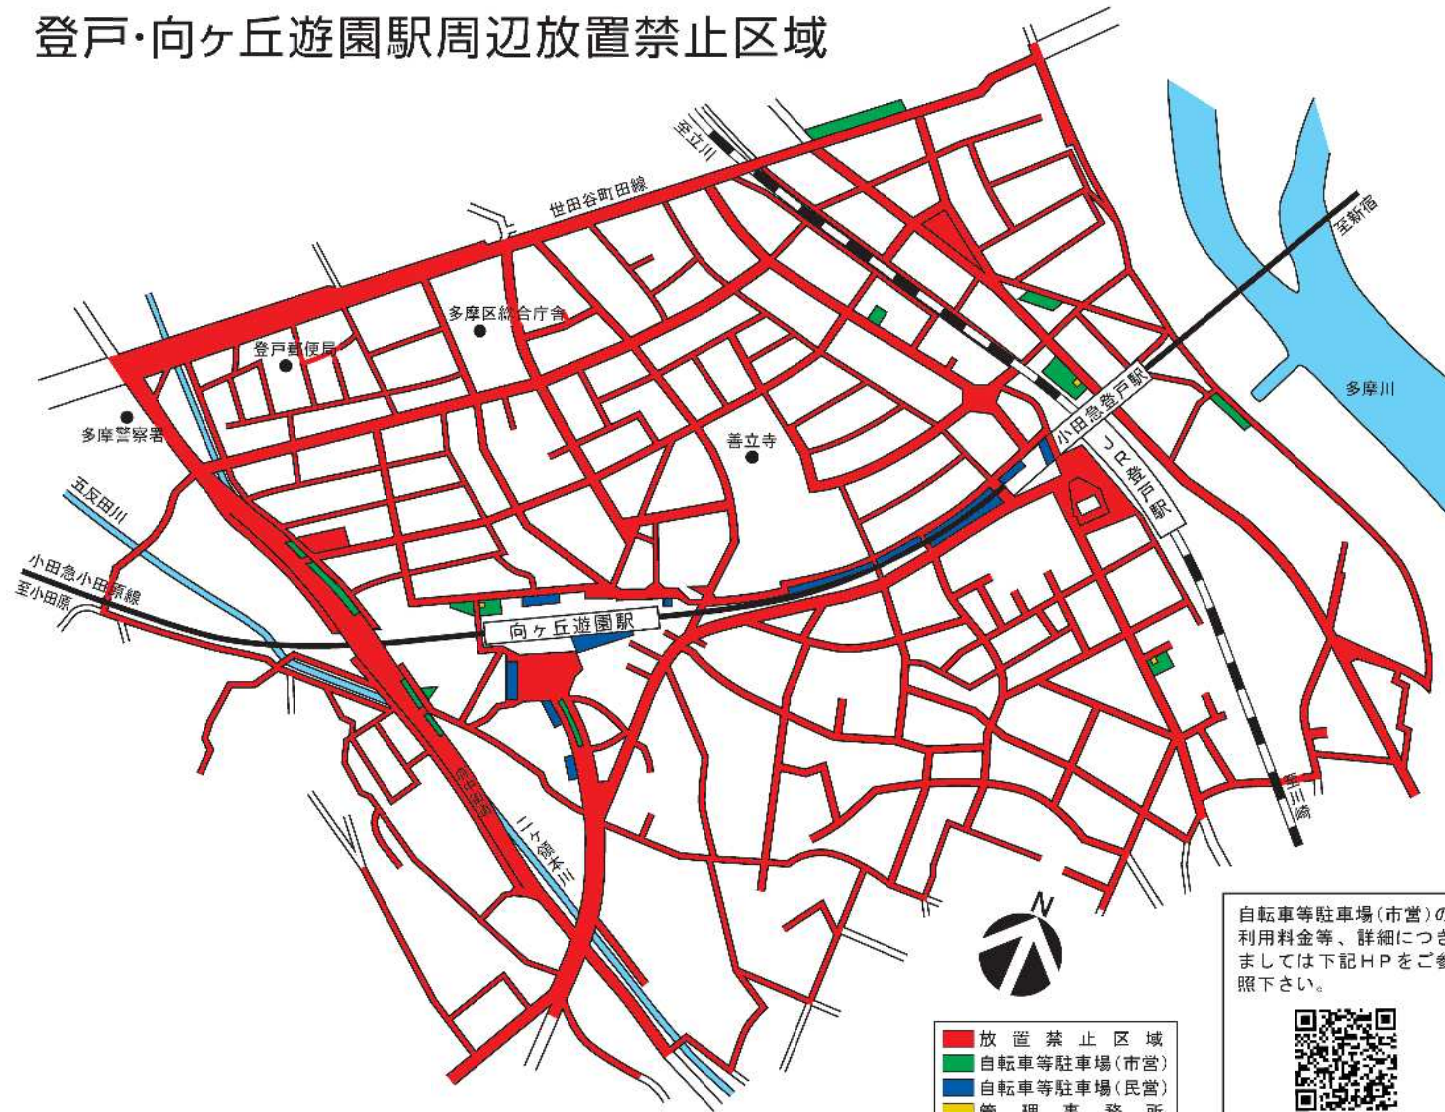 登戸･向ヶ丘遊園駅周辺放置禁止区域
至立川
世田谷町田線
至新宿
多摩区総合庁舎
登戸郵便局
多摩川
小田急登戸駅
多摩警察署
善立寺
JR登戸駅
五反田川
小田急小田原線
至小田原
向ヶ丘遊園駅
二ヶ領本川
N
自転車等駐車場(市営)の
利用料金等、詳細につき
ましては下記HPをご参
照下さい。
放置禁止区域
自転車等駐車場(市営)
自転車等駐車場(民営)
管理事務所